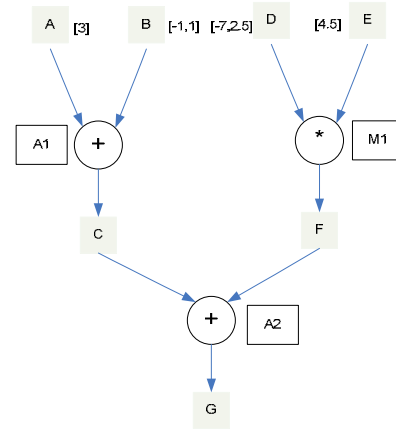 A [3] B [-1,1] [-7,2.5] D [4.5] E
A1 + * M1
C F
+ A2
G